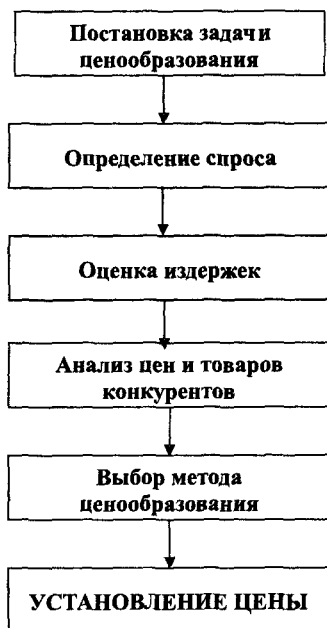 Постановка задачи
ценообразования
Определение спроса
Оценка издержек
Анализ цен и товаров
конкурентов
Выбор метода
ценообразования
УСТАНОВЛЕНИЕ ЦЕНЫ